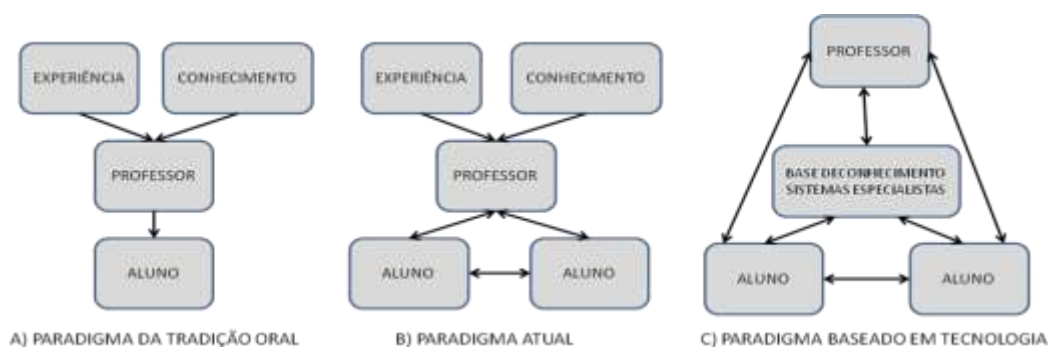 EXPERIÊNCIA
CONHECIMENTO
PROFESSOR
ALUNO
A) PARADIGMA DA TRADIÇÃO ORAL
EXPERIÊNCIA
CONHECIMENTO
PROFESSOR
ALUNO
ALUNO
B) PARADIGMA ATUAL
PROFESSOR
BASE DECONHECIMENTO
SISTEMAS ESPECIALISTAS
ALUNO
ALUNO
C) PARADIGMA BASEADO EM TECNOLOGIA